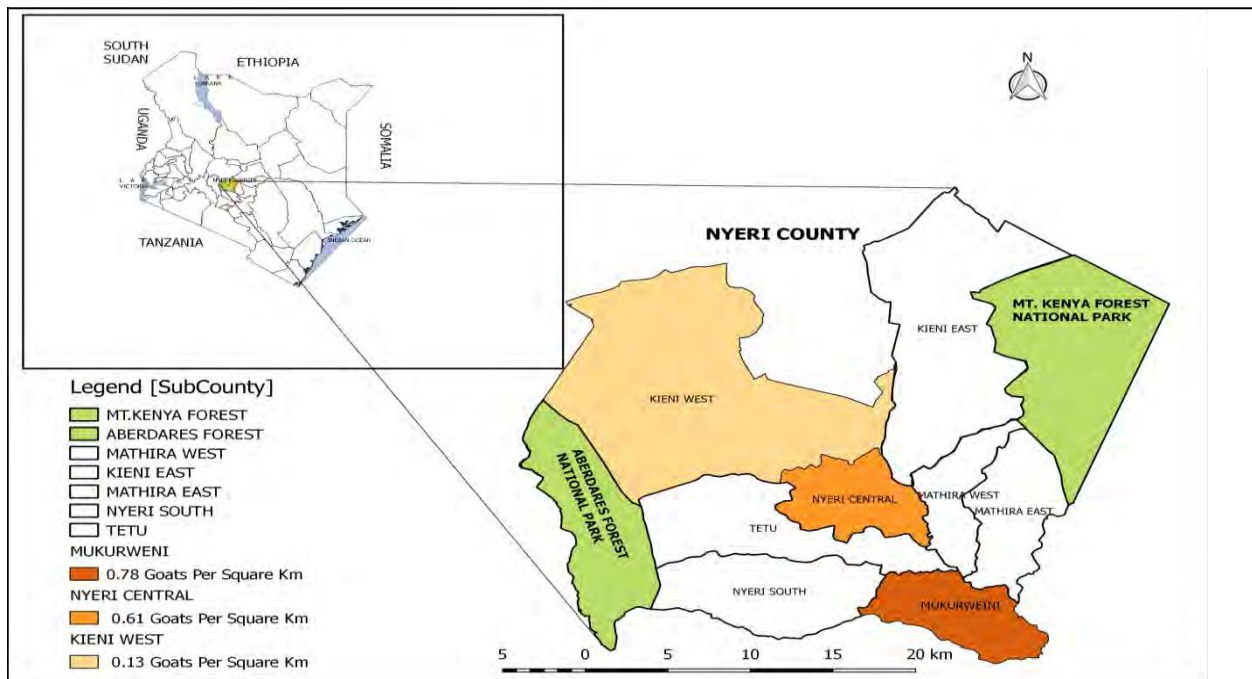 SOUTH
SUDAN
ETHIOPIA
UGANDA
SOMALIA
L A K E
VICTORIA
TANZANIA
INDIAN OCEAN
N
NYERI COUNTY
MT. KENYA FOREST
NATIONAL PARK
KIENI EAST
KIENI WEST
ABERDARES FOREST
NATIONAL PARK
NYERI CENTRAL
MATHIRA WEST
MATHIRA EAST
TETU
NYERI SOUTH
MUKURWEINI
Legend [SubCounty]
MT.KENYA FOREST
ABERDARES FOREST
MATHIRA WEST
KIENI EAST
MATHIRA EAST
NYERI SOUTH
TETU
MUKURWENI
0.78 Goats Per Square Km
NYERI CENTRAL
0.61 Goats Per Square Km
KIENI WEST
0.13 Goats Per Square Km
5 0 5 10 15 20 km